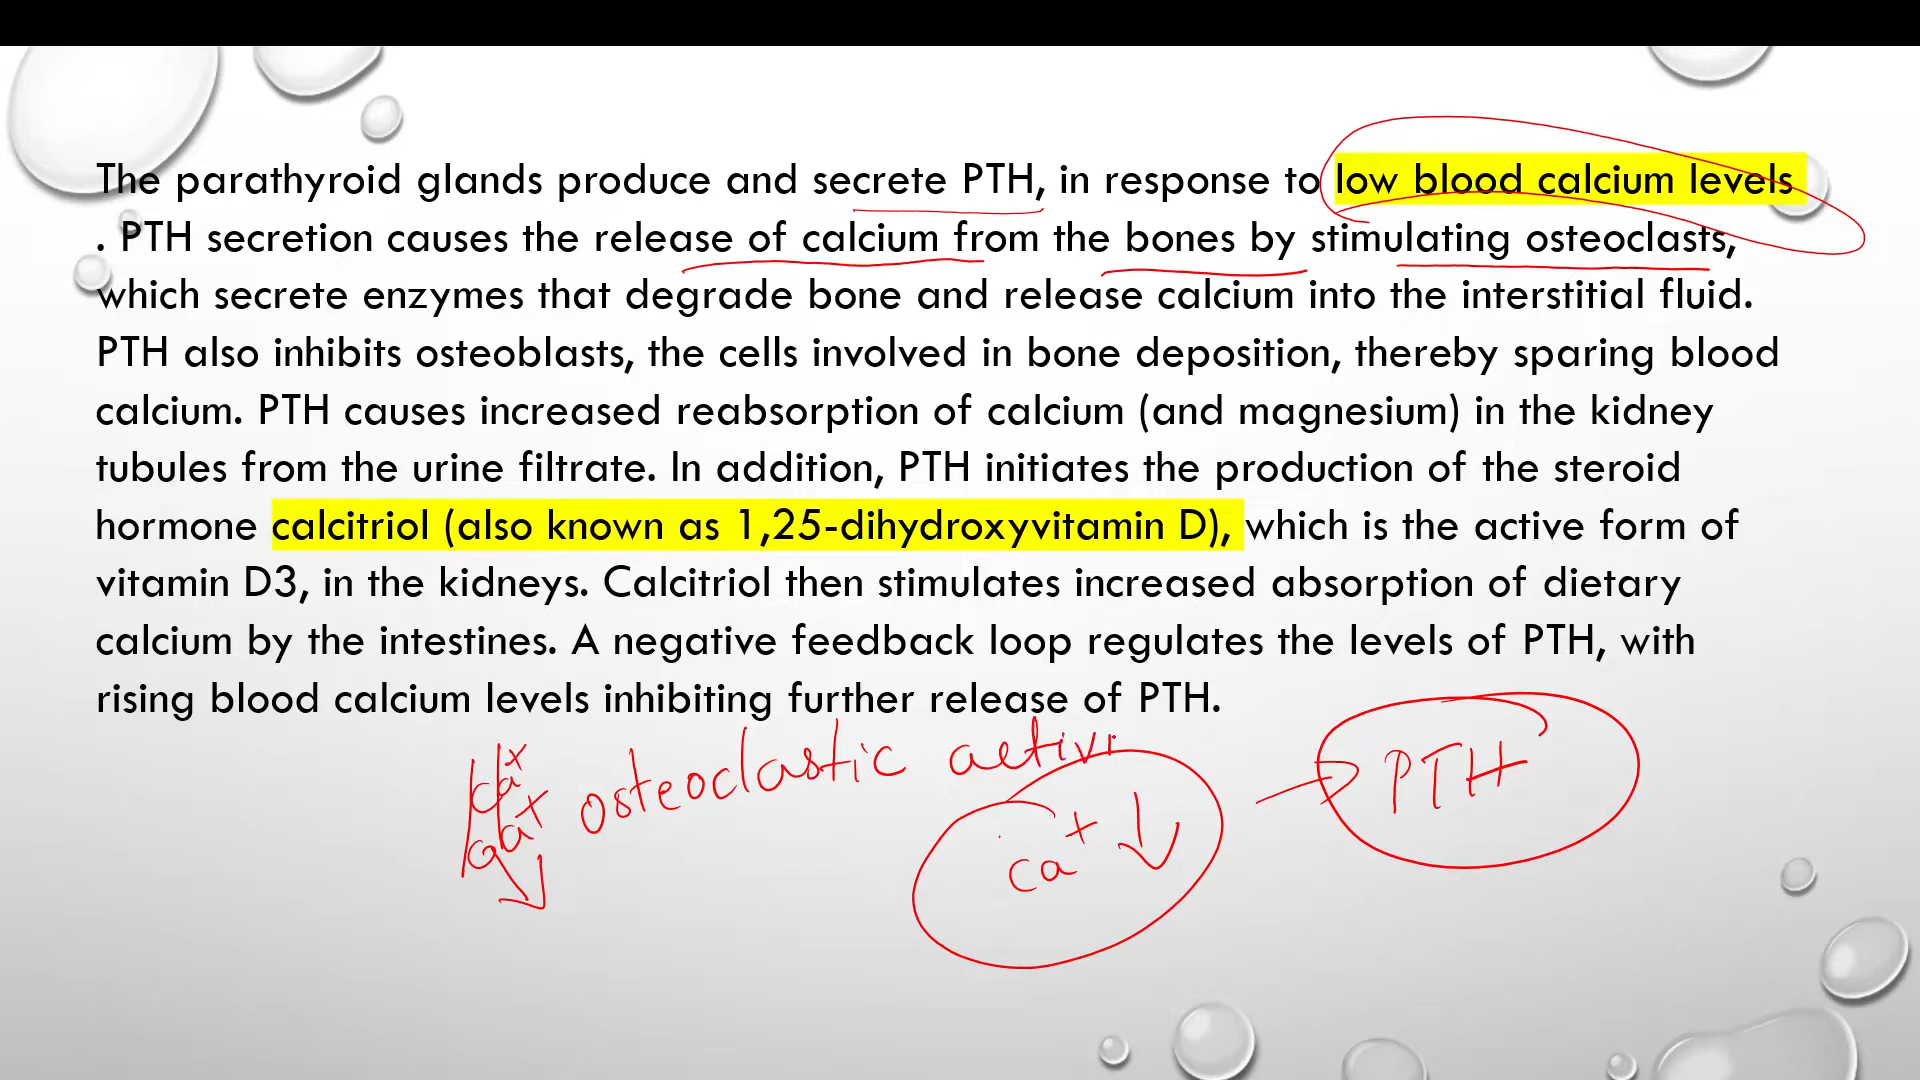 The parathyroid glands produce and secrete PTH, in response to low blood calcium levels
. PTH secretion causes the release of calcium from the bones by stimulating osteoclasts,
which secrete enzymes that degrade bone and release calcium into the interstitial fluid.
PTH also inhibits osteoblasts, the cells involved in bone deposition, thereby sparing blood
calcium. PTH causes increased reabsorption of calcium (and magnesium) in the kidney
tubules from the urine filtrate. In addition, PTH initiates the production of the steroid
hormone calcitriol (also known as 1,25-dihydroxyvitamin D), which is the active form of
vitamin D3, in the kidneys. Calcitriol then stimulates increased absorption of dietary
calcium by the intestines. A negative feedback loop regulates the levels of PTH, with
rising blood calcium levels inhibiting further release of PTH.
ca+
ca+ ↓
osteoclastic activi
ca+ ↓ → PTH